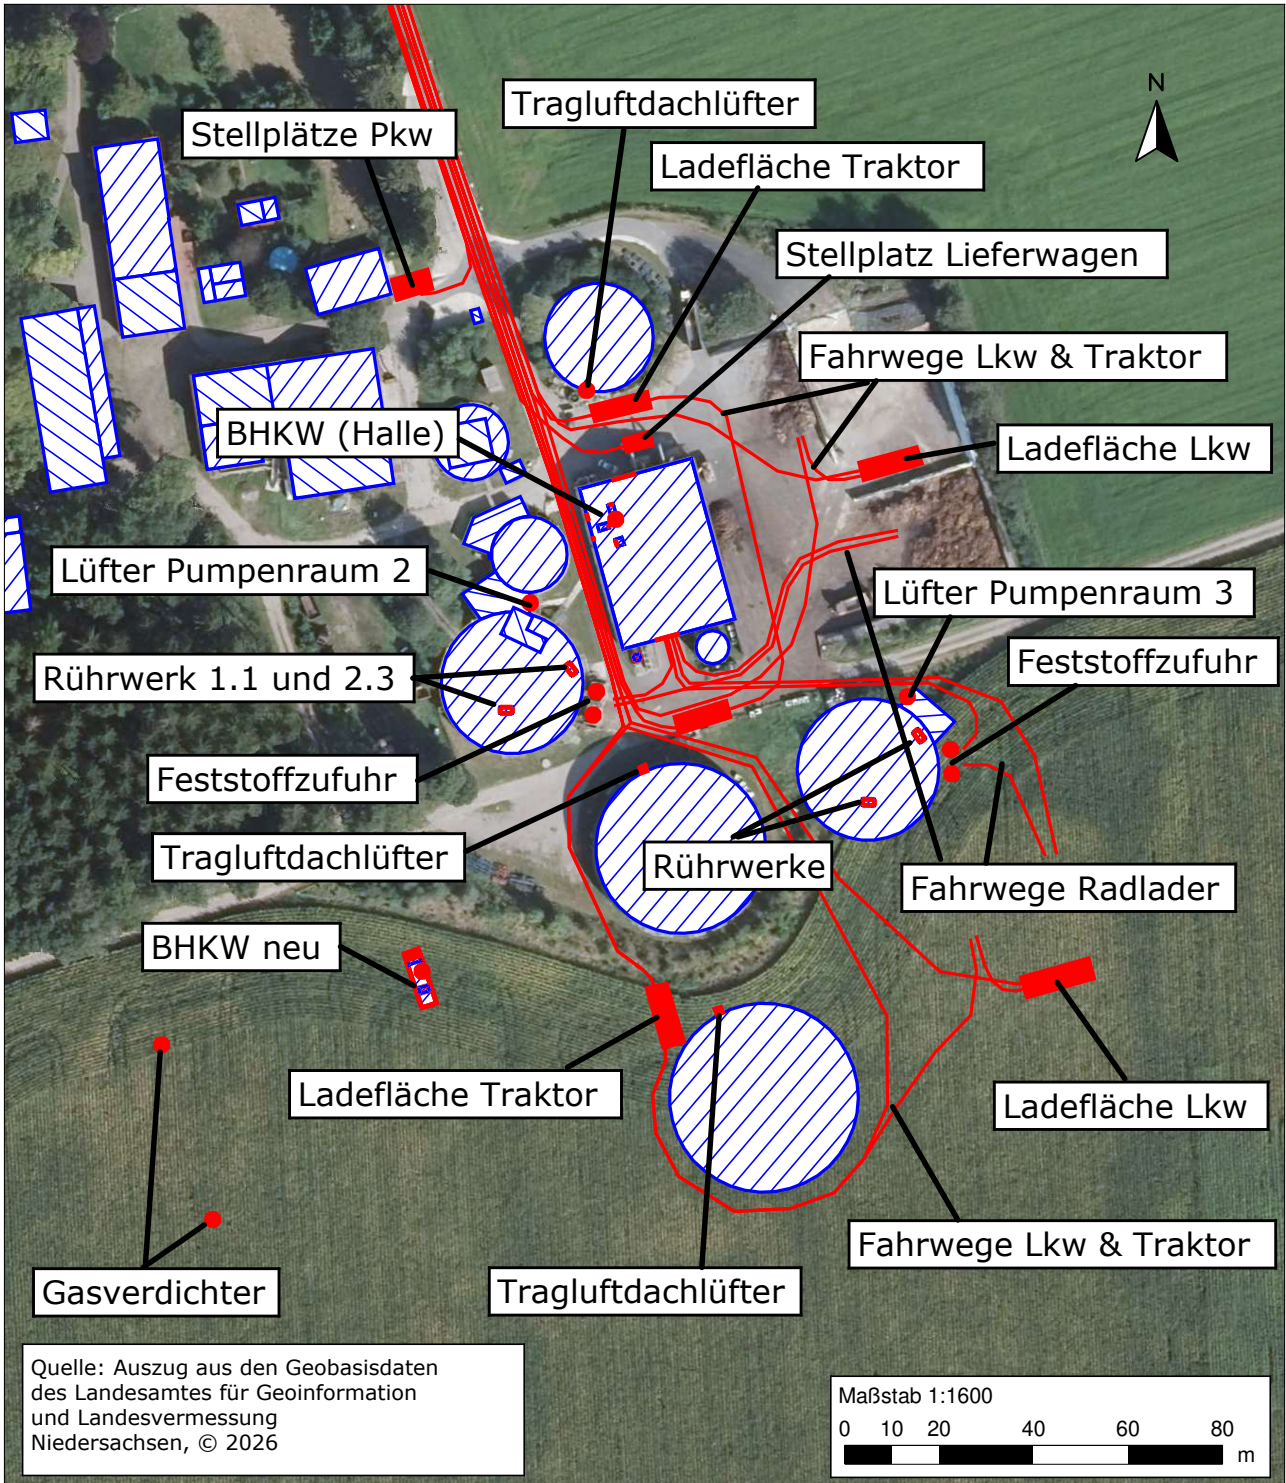 N
Tragluftdachlüfter
Stellplätze Pkw
Ladefläche Traktor
Stellplatz Lieferwagen
Fahrwege Lkw & Traktor
BHKW (Halle)
Ladefläche Lkw
Lüfter Pumpenraum 2
Lüfter Pumpenraum 3
Feststoffzufuhr
Rührwerk 1.1 und 2.3
Feststoffzufuhr
Tragluftdachlüfter
Rührwerke
Fahrwege Radlader
BHKW neu
Ladefläche Traktor
Ladefläche Lkw
Fahrwege Lkw & Traktor
Gasverdichter
Tragluftdachlüfter
Quelle: Auszug aus den Geobasisdaten
des Landesamtes für Geoinformation
und Landesvermessung
Niedersachsen, © 2026
Maßstab 1:1600
0 10 20 40 60 80
m